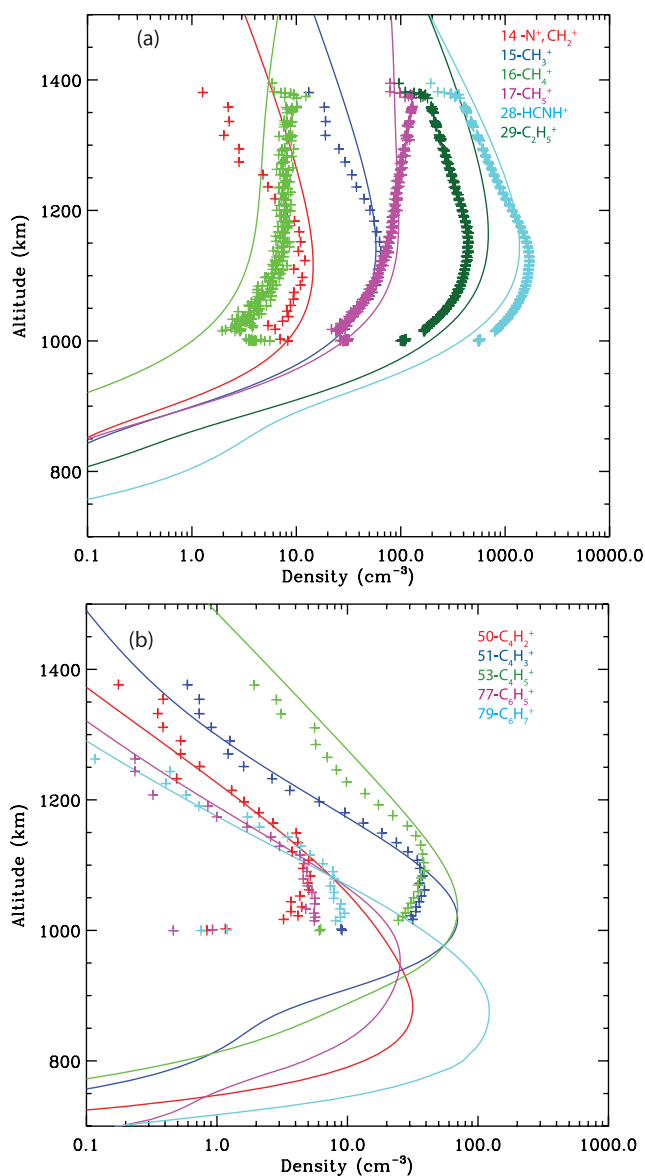 (a)
14 -N⁺, CH₂⁺
15-CH₃⁺
16-CH₄⁺
17-CH₅⁺
28-HCNH⁺
29-C₂H₅⁺
1400
1200
1000
800
Altitude (km)
0.1 1.0 10.0 100.0 1000.0 10000.0
Density (cm⁻³)
(b)
50-C₄H₂⁺
51-C₄H₃⁺
53-C₄H₅⁺
77-C₆H₅⁺
79-C₆H₇⁺
1400
1200
1000
800
Altitude (km)
0.1 1.0 10.0 100.0 1000.0
Density (cm⁻³)